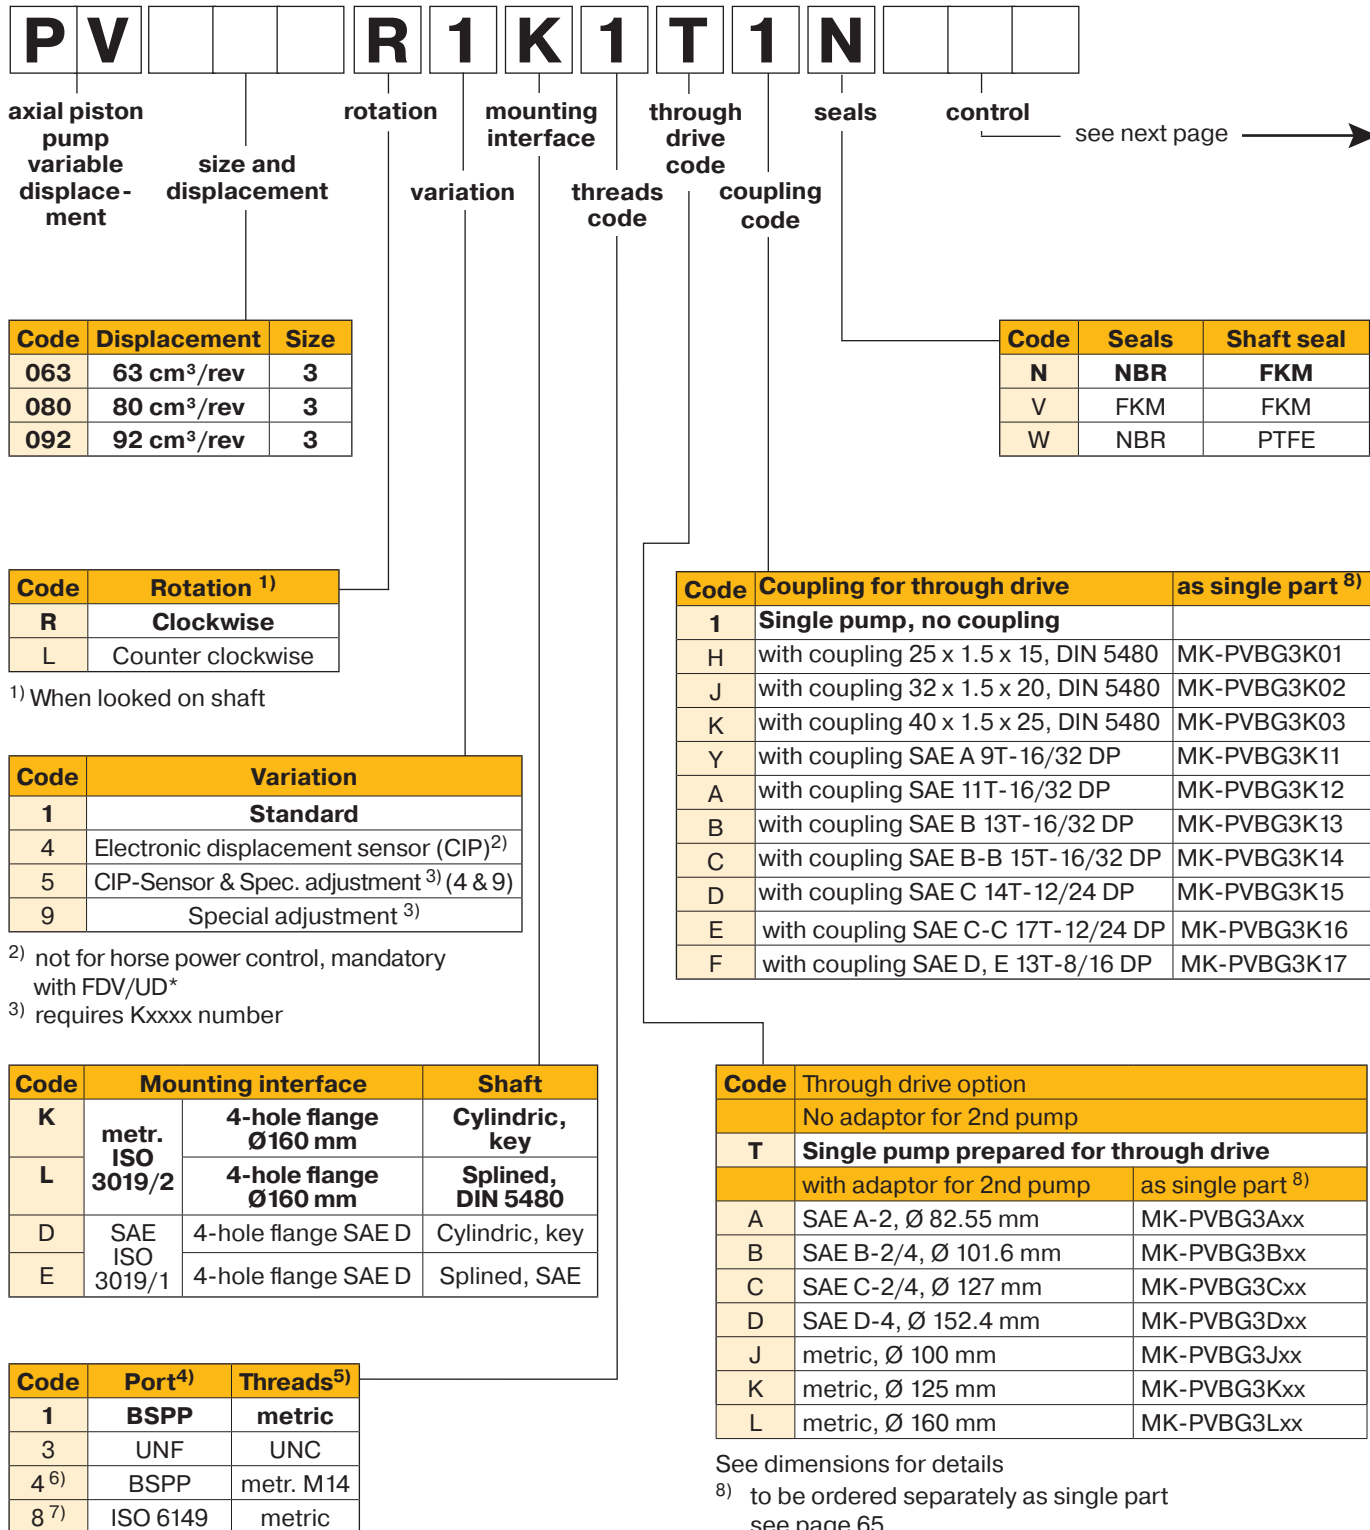 P V R 1 K 1 T 1 N
axial piston pump variable displace-ment
size and displacement
rotation
variation
mounting interface
threads code
through drive code
coupling code
seals
control
see next page
Code Displacement Size
063 63 cm³/rev 3
080 80 cm³/rev 3
092 92 cm³/rev 3
Code Seals Shaft seal
N NBR FKM
V FKM FKM
W NBR PTFE
Code Rotation 1)
R Clockwise
L Counter clockwise
1) When looked on shaft
Code Variation
1 Standard
4 Electronic displacement sensor (CIP)2)
5 CIP-Sensor & Spec. adjustment 3) (4 & 9)
9 Special adjustment 3)
2) not for horse power control, mandatory
with FDV/UD*
3) requires Kxxxx number
Code Coupling for through drive as single part 8)
1 Single pump, no coupling
H with coupling 25 x 1.5 x 15, DIN 5480 MK-PVBG3K01
J with coupling 32 x 1.5 x 20, DIN 5480 MK-PVBG3K02
K with coupling 40 x 1.5 x 25, DIN 5480 MK-PVBG3K03
Y with coupling SAE A 9T-16/32 DP MK-PVBG3K11
A with coupling SAE 11T-16/32 DP MK-PVBG3K12
B with coupling SAE B 13T-16/32 DP MK-PVBG3K13
C with coupling SAE B-B 15T-16/32 DP MK-PVBG3K14
D with coupling SAE C 14T-12/24 DP MK-PVBG3K15
E with coupling SAE C-C 17T-12/24 DP MK-PVBG3K16
F with coupling SAE D, E 13T-8/16 DP MK-PVBG3K17
Code Mounting interface Shaft
K metr. ISO 3019/2 4-hole flange Ø160 mm Cylindric, key
L 4-hole flange Ø160 mm Splined, DIN 5480
D SAE ISO 3019/1 4-hole flange SAE D Cylindric, key
E 4-hole flange SAE D Splined, SAE
Code Through drive option
No adaptor for 2nd pump
T Single pump prepared for through drive
with adaptor for 2nd pump as single part 8)
A SAE A-2, Ø 82.55 mm MK-PVBG3Axx
B SAE B-2/4, Ø 101.6 mm MK-PVBG3Bxx
C SAE C-2/4, Ø 127 mm MK-PVBG3Cxx
D SAE D-4, Ø 152.4 mm MK-PVBG3Dxx
J metric, Ø 100 mm MK-PVBG3Jxx
K metric, Ø 125 mm MK-PVBG3Kxx
L metric, Ø 160 mm MK-PVBG3Lxx
See dimensions for details
8) to be ordered separately as single part
see page 65
Code Port4) Threads5)
1 BSPP metric
3 UNF UNC
4 6) BSPP metr. M14
8 7) ISO 6149 metric